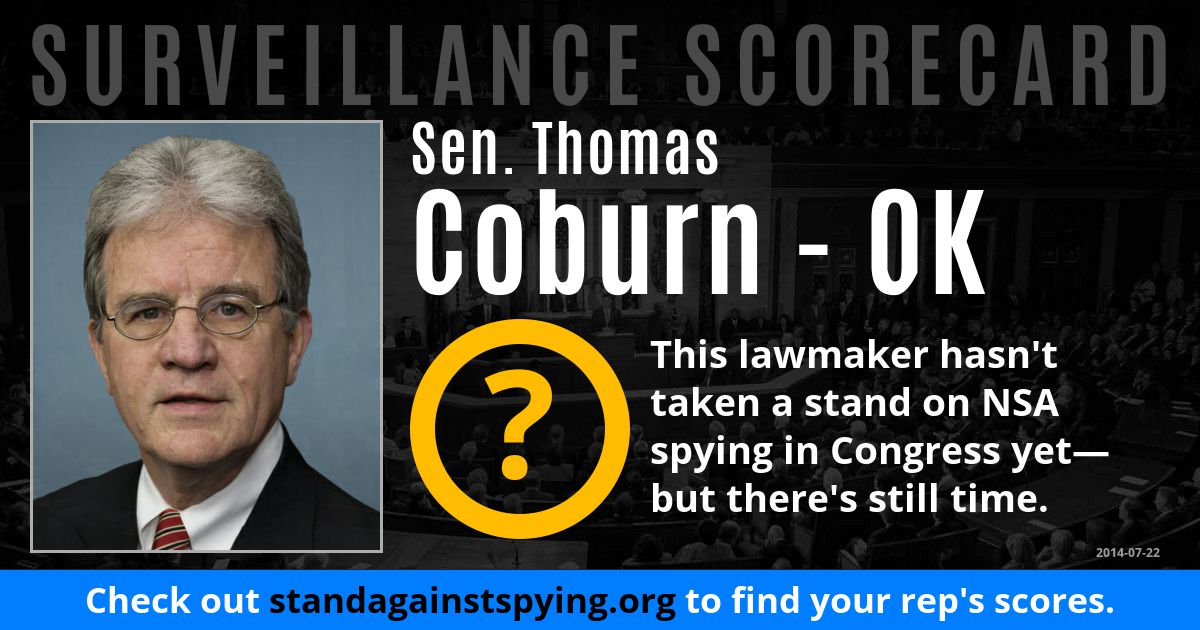 SURVEILLANCE SCORECARD
Sen. Thomas
Coburn - OK
?
This lawmaker hasn't
taken a stand on NSA
spying in Congress yet—
but there's still time.
2014-07-22
Check out standagainstspying.org to find your rep's scores.